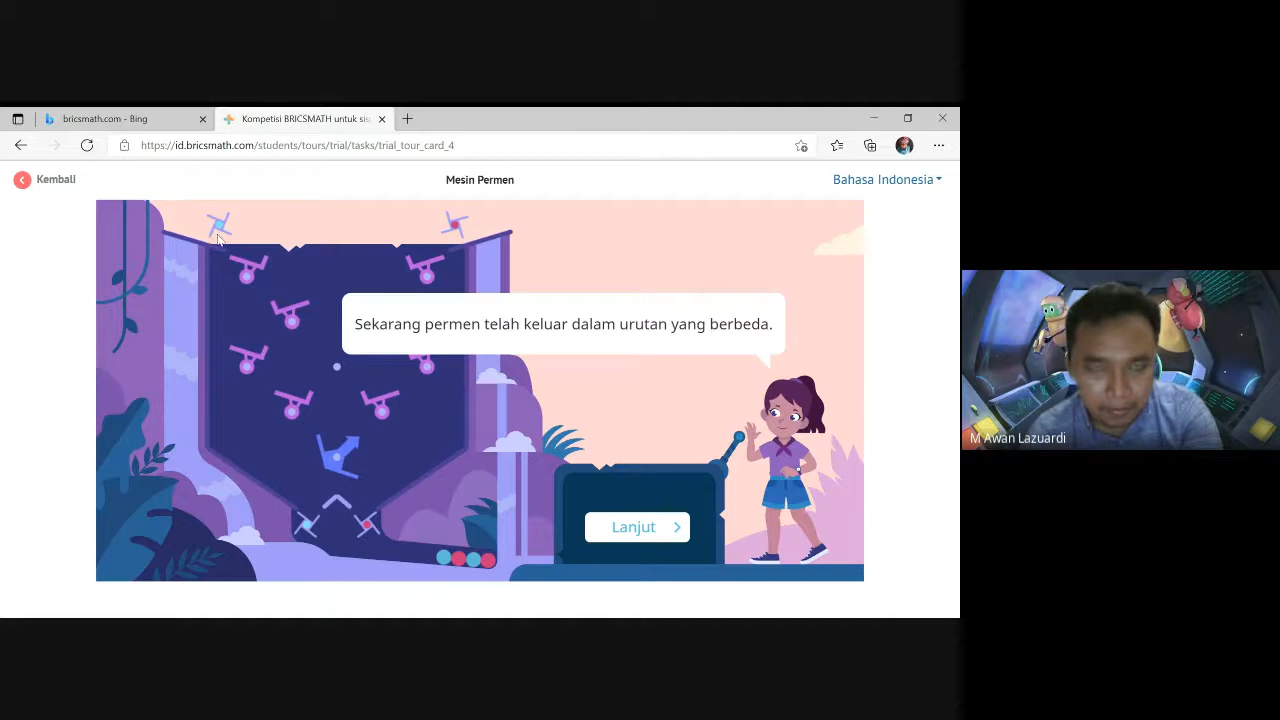 bricsmath.com - Bing
Kompetisi BRICSMATH untuk sis
https://id.bricsmath.com/students/tours/trial/tasks/trial_tour_card_4
Kembali
Mesin Permen
Bahasa Indonesia
Sekarang permen telah keluar dalam urutan yang berbeda.
Lanjut
M Awan Lazuardi